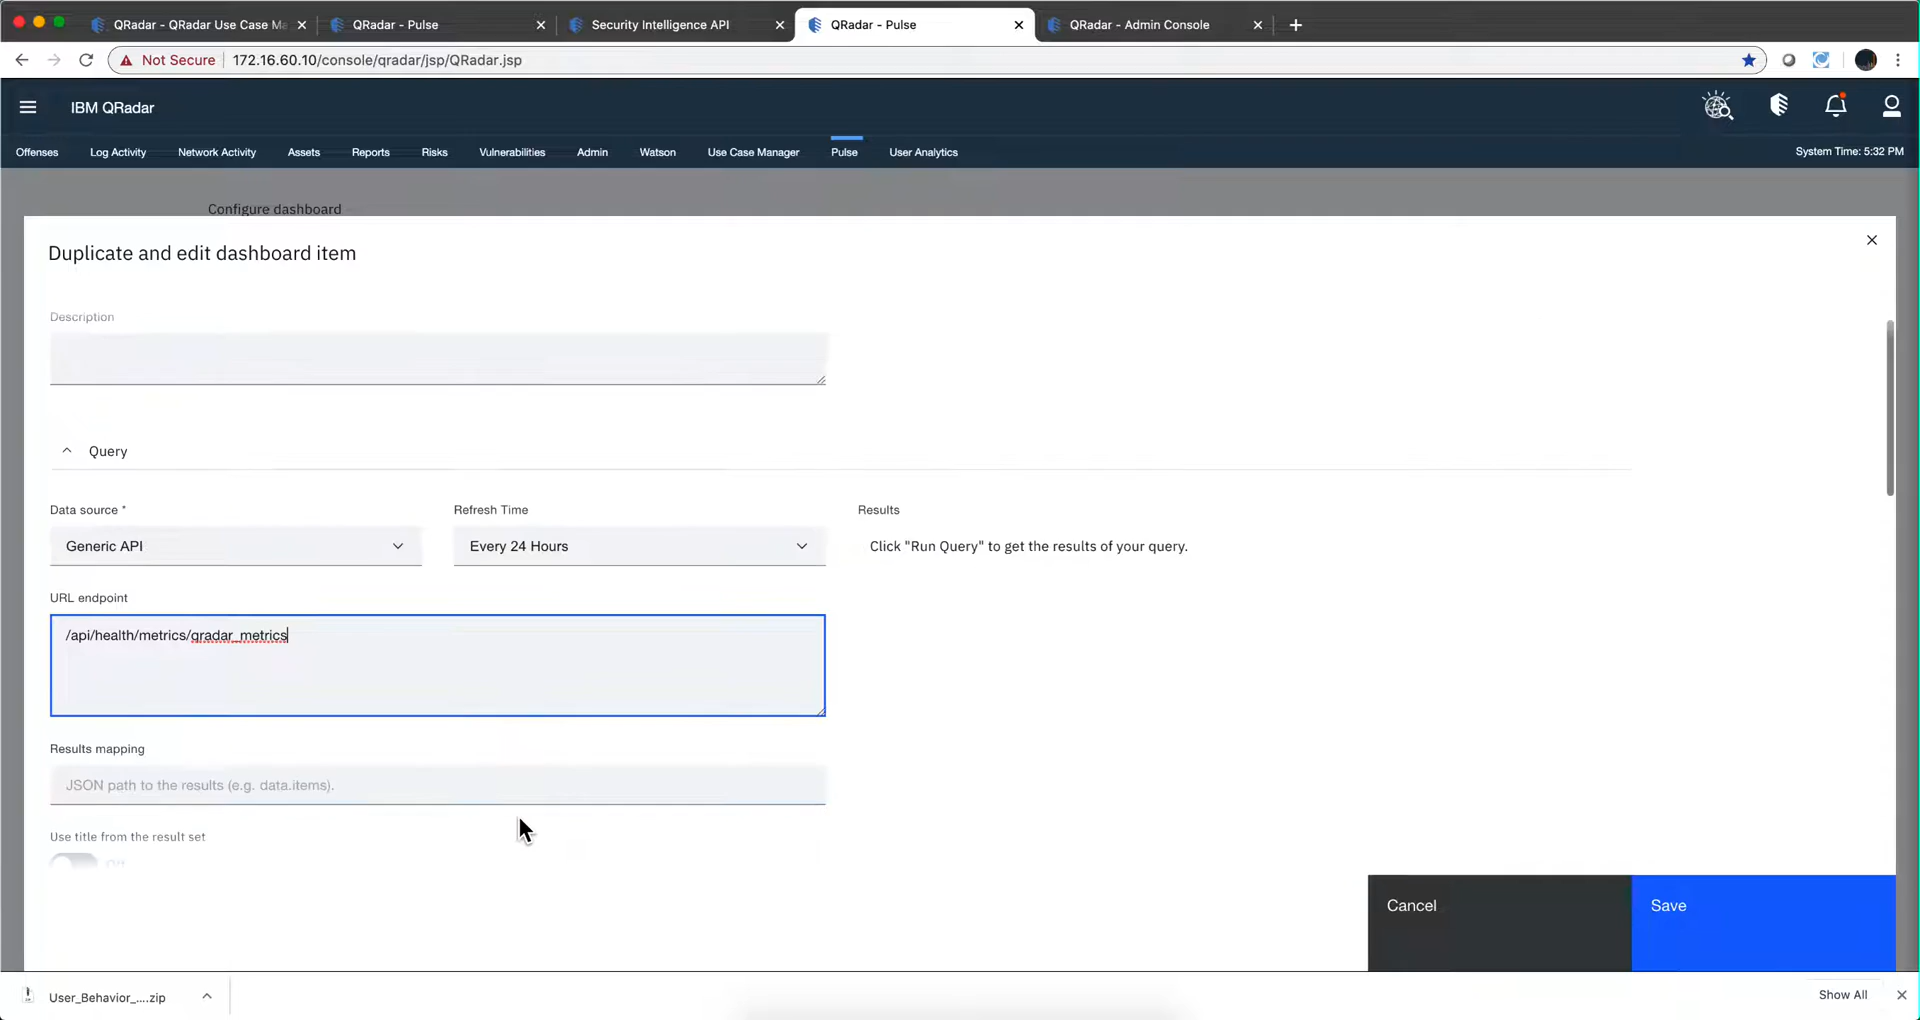 QRadar - QRadar Use Case Ma
QRadar - Pulse
Security Intelligence API
QRadar - Pulse
QRadar - Admin Console
Not Secure
172.16.60.10/console/qradar/jsp/QRadar.jsp
IBM QRadar
Offenses
Log Activity
Network Activity
Assets
Reports
Risks
Vulnerabilities
Admin
Watson
Use Case Manager
Pulse
User Analytics
System Time: 5:32 PM
Configure dashboard
Duplicate and edit dashboard item
Description
Query
Data source *
Refresh Time
Results
Generic API
Every 24 Hours
Click "Run Query" to get the results of your query.
URL endpoint
/api/health/metrics/qradar_metrics
Results mapping
JSON path to the results (e.g. data.items).
Use title from the result set
Off
Cancel
Save
User_Behavior_....zip
Show All